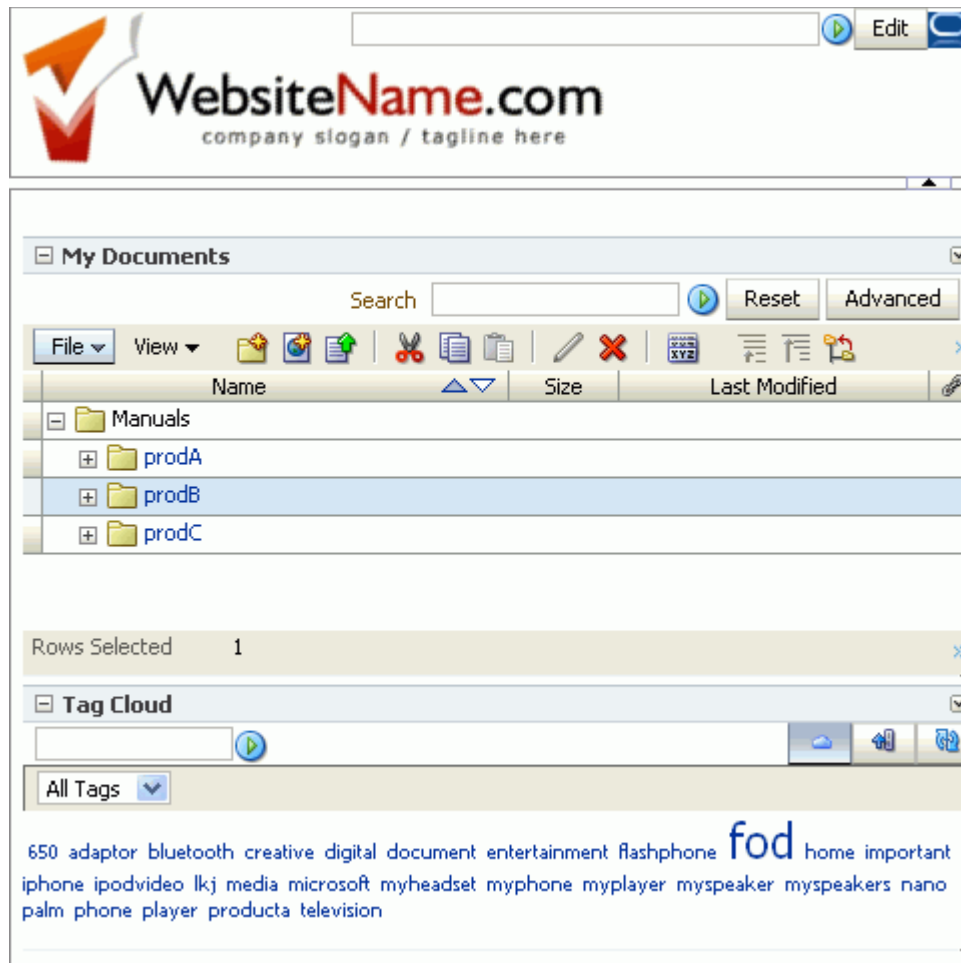 Edit
WebsiteName.com
company slogan / tagline here
My Documents
Search Reset Advanced
File View
Name Size Last Modified
Manuals
prodA
prodB
prodC
Rows Selected 1
Tag Cloud
All Tags
650 adaptor bluetooth creative digital document entertainment flashphone fod home important
iphone ipodvideo lkj media microsoft myheadset myphone myplayer myspeaker myspeakers nano
palm phone player producta television